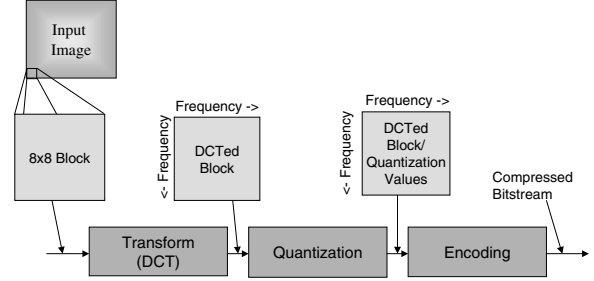 Input
Image
8x8 Block
Frequency ->
<- Frequency
DCTed
Block
Frequency ->
<- Frequency
DCTed
Block/
Quantization
Values
Compressed
Bitstream
Transform
(DCT)
Quantization
Encoding